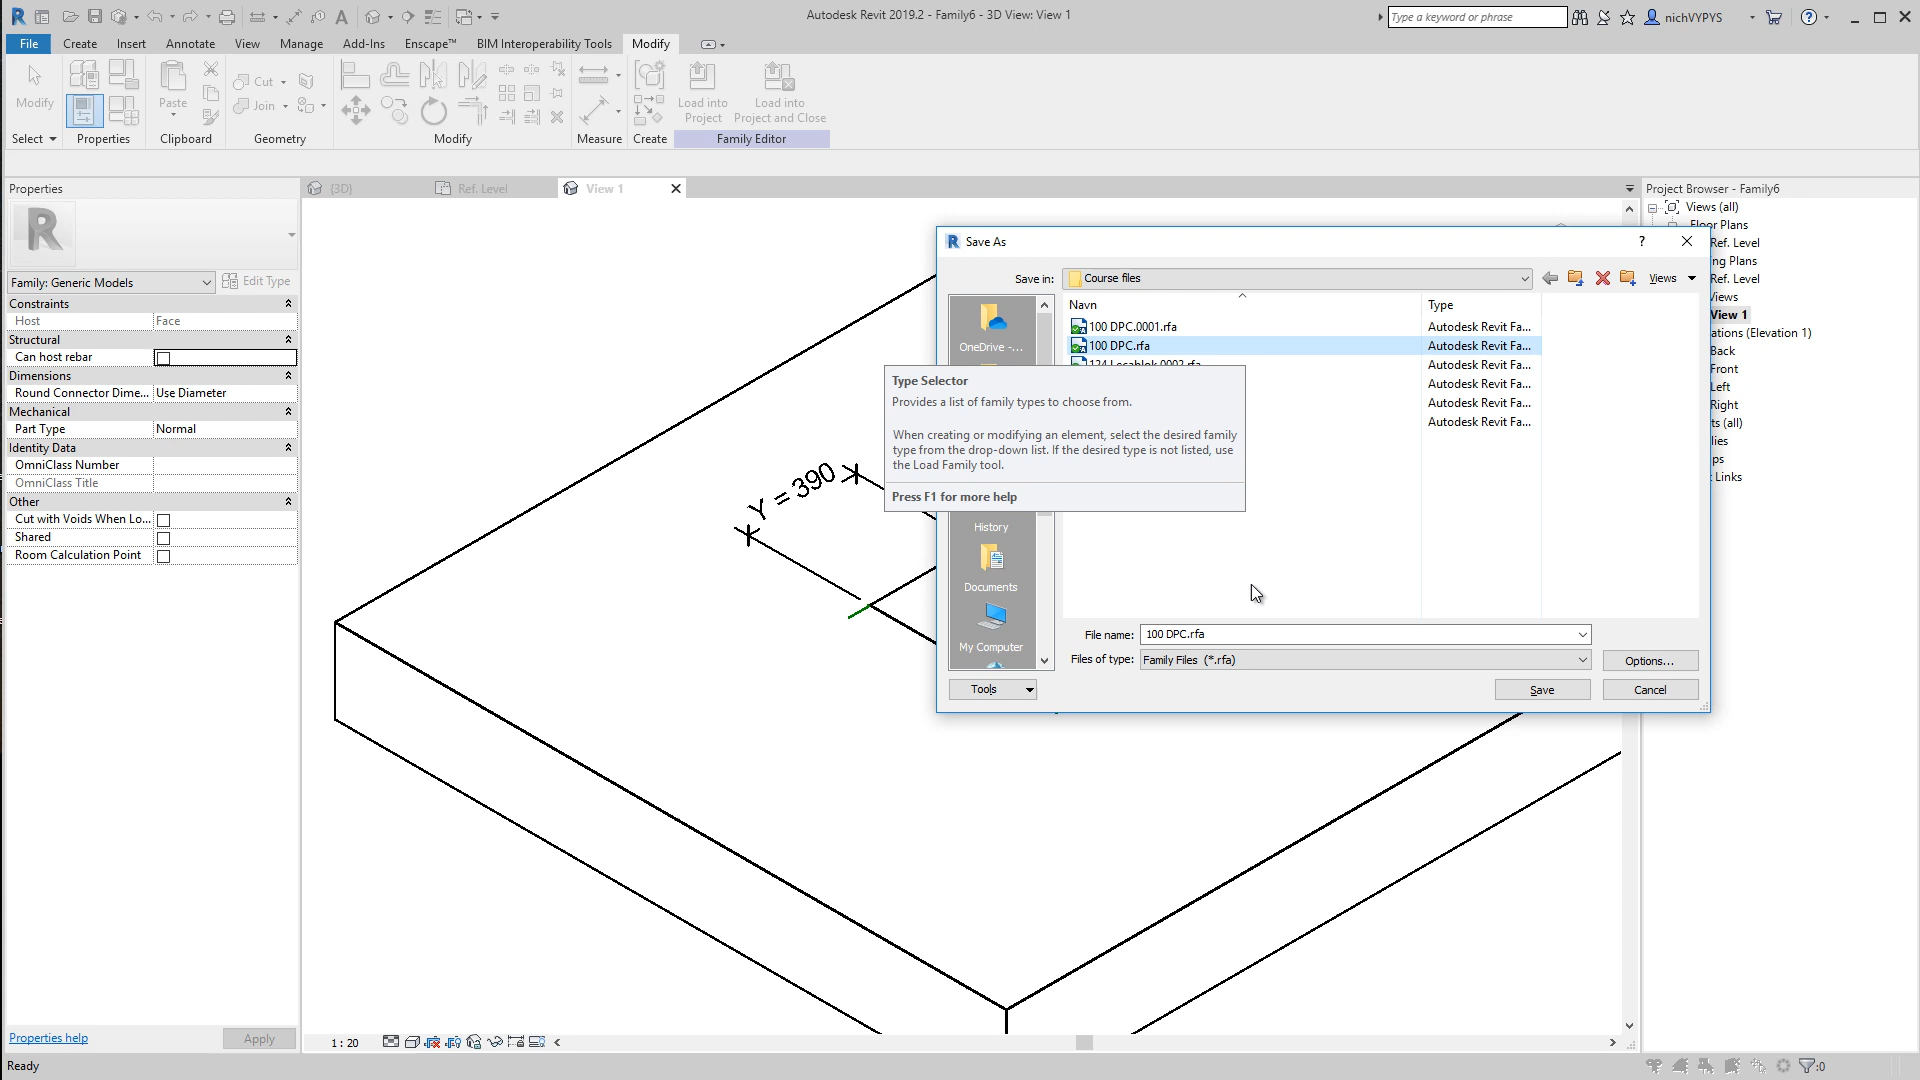 Autodesk Revit 2019.2 - Family6 - 3D View: View 1
Type a keyword or phrase
nichVYPYS
File
Create
Insert
Annotate
View
Manage
Add-Ins
Enscape™
BIM Interoperability Tools
Modify
Modify
Paste
Cut
Join
Load into Project
Load into Project and Close
Select
Properties
Clipboard
Geometry
Modify
Measure
Create
Family Editor
Properties
{3D}
Ref. Level
View 1
Project Browser - Family6
Family: Generic Models
Edit Type
Constraints
Host Face
Structural
Can host rebar
Dimensions
Round Connector Dime... Use Diameter
Mechanical
Part Type Normal
Identity Data
OmniClass Number
OmniClass Title
Other
Cut with Voids When Lo...
Shared
Room Calculation Point
Properties help
Apply
Y = 390
Save As
Save in:
Course files
Views
Navn
Type
100 DPC.0001.rfa Autodesk Revit Fa...
100 DPC.rfa Autodesk Revit Fa...
Autodesk Revit Fa...
Autodesk Revit Fa...
Autodesk Revit Fa...
Autodesk Revit Fa...
OneDrive -...
History
Documents
My Computer
Type Selector
Provides a list of family types to choose from.
When creating or modifying an element, select the desired family
type from the drop-down list. If the desired type is not listed, use
the Load Family tool.
Press F1 for more help
File name: 100 DPC.rfa
Files of type: Family Files (*.rfa)
Options...
Tools
Save
Cancel
Views (all)
Floor Plans
Ref. Level
ng Plans
Ref. Level
Views
View 1
ations (Elevation 1)
Back
Front
Left
Right
ts (all)
lies
ps
Links
1 : 20
Ready
:0